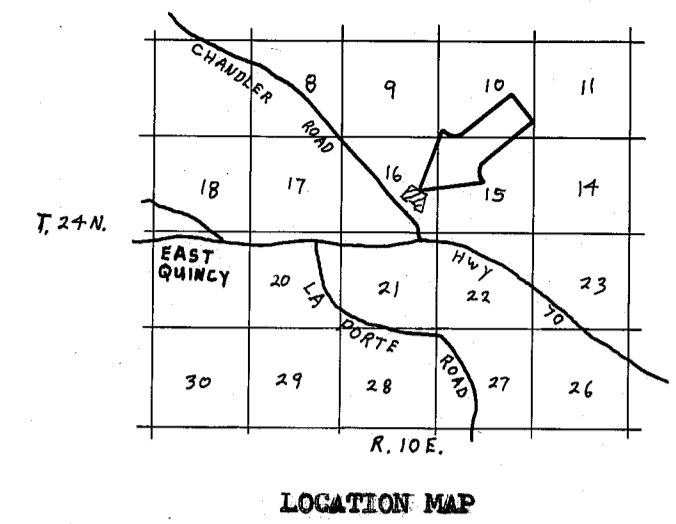 CHANDLER ROAD
8 9 10 11
18 17 16 15 14
T. 24 N.
EAST
QUINCY
HWY 70
20 21 22 23
LA PORTE ROAD
30 29 28 27 26
R. 10 E.
LOCATION MAP